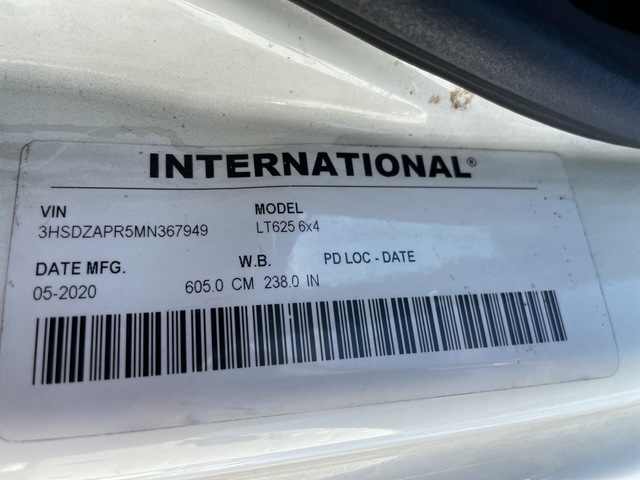 INTERNATIONAL®
VIN MODEL
3HSDZAPR5MN367949 LT625 6x4
DATE MFG. W.B. PD LOC - DATE
05-2020 605.0 CM 238.0 IN